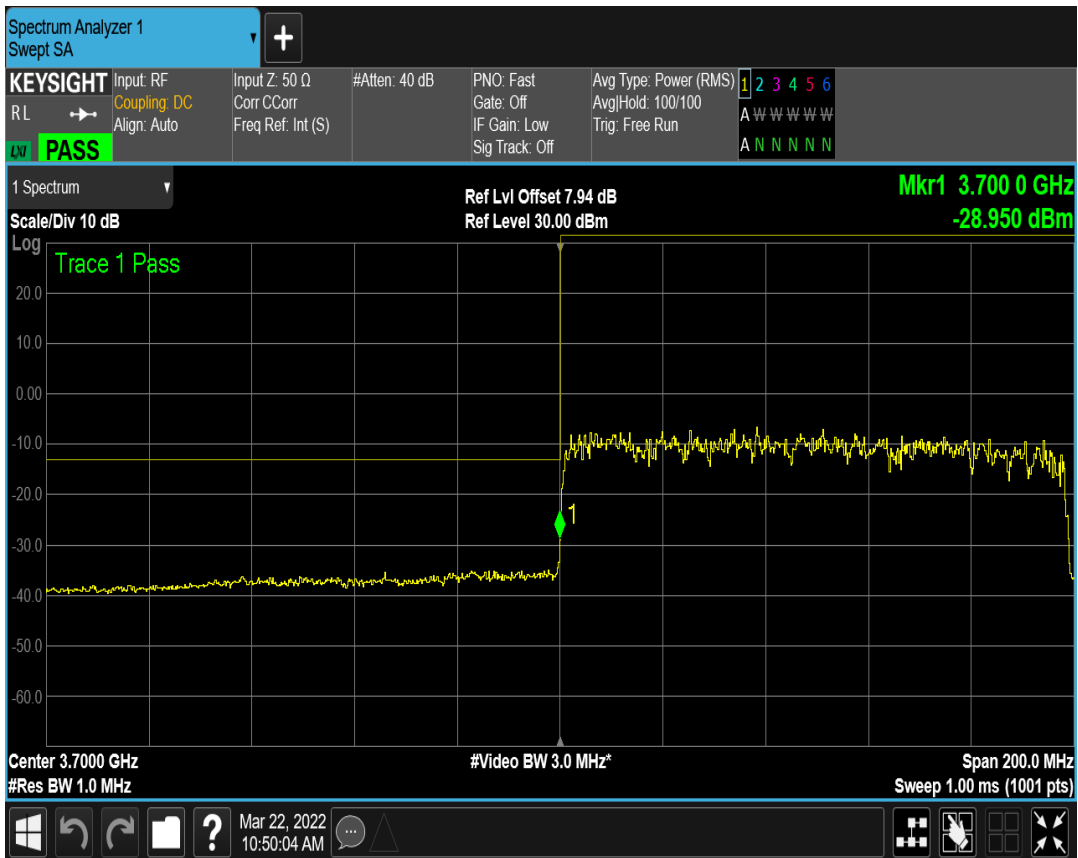 Spectrum Analyzer 1
Swept SA
+
KEYSIGHT
R L
LXI PASS
Input: RF
Coupling: DC
Align: Auto
Input Z: 50 Ω
Corr CCorr
Freq Ref: Int (S)
#Atten: 40 dB
PNO: Fast
Gate: Off
IF Gain: Low
Sig Track: Off
Avg Type: Power (RMS)
Avg|Hold: 100/100
Trig: Free Run
1 2 3 4 5 6
A W W W W W
A N N N N N
1 Spectrum
Scale/Div 10 dB
Ref Lvl Offset 7.94 dB
Ref Level 30.00 dBm
Mkr1 3.700 0 GHz
-28.950 dBm
Log
Trace 1 Pass
20.0
10.0
0.00
-10.0
-20.0
-30.0
-40.0
-50.0
-60.0
1
Center 3.7000 GHz
#Res BW 1.0 MHz
#Video BW 3.0 MHz*
Span 200.0 MHz
Sweep 1.00 ms (1001 pts)
?
Mar 22, 2022
10:50:04 AM